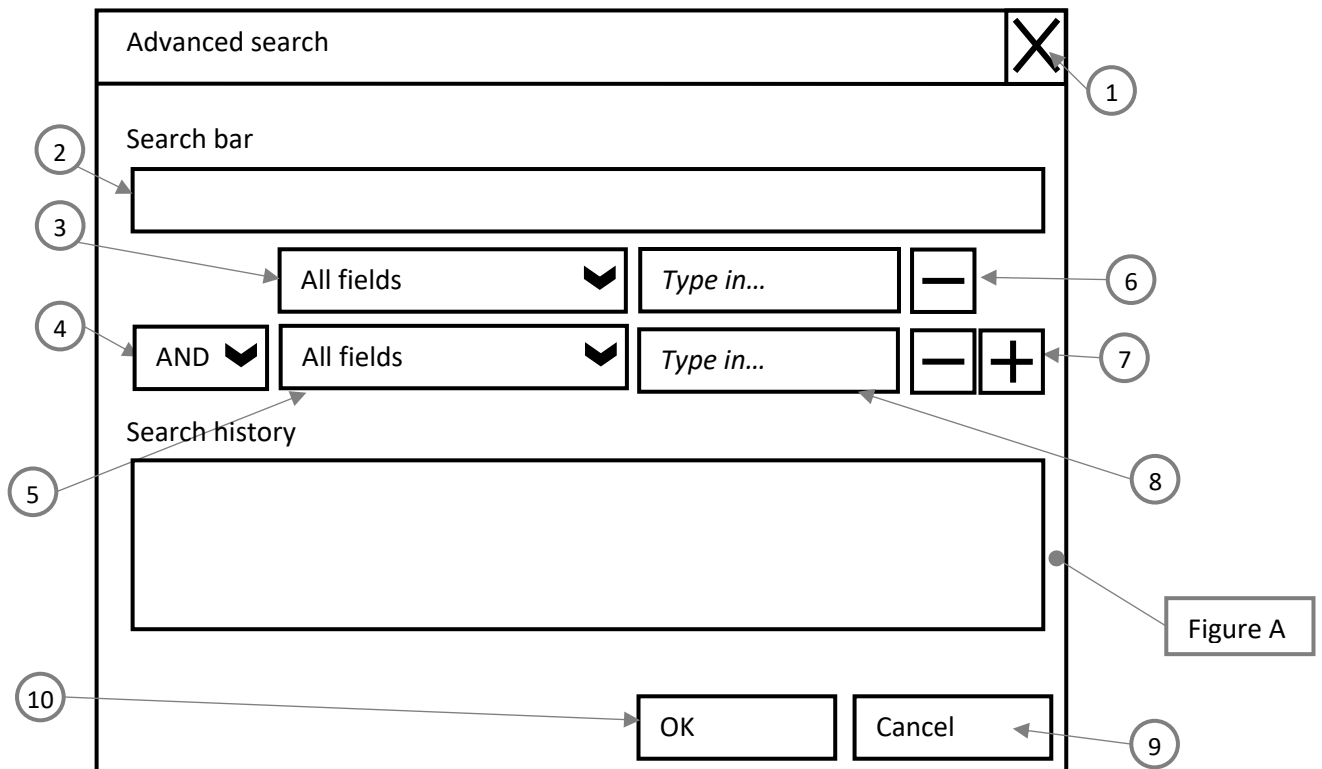 Advanced search
1
Search bar
2
3
All fields
Type in...
6
4
AND
All fields
Type in...
7
Search history
5
8
Figure A
10
OK
Cancel
9